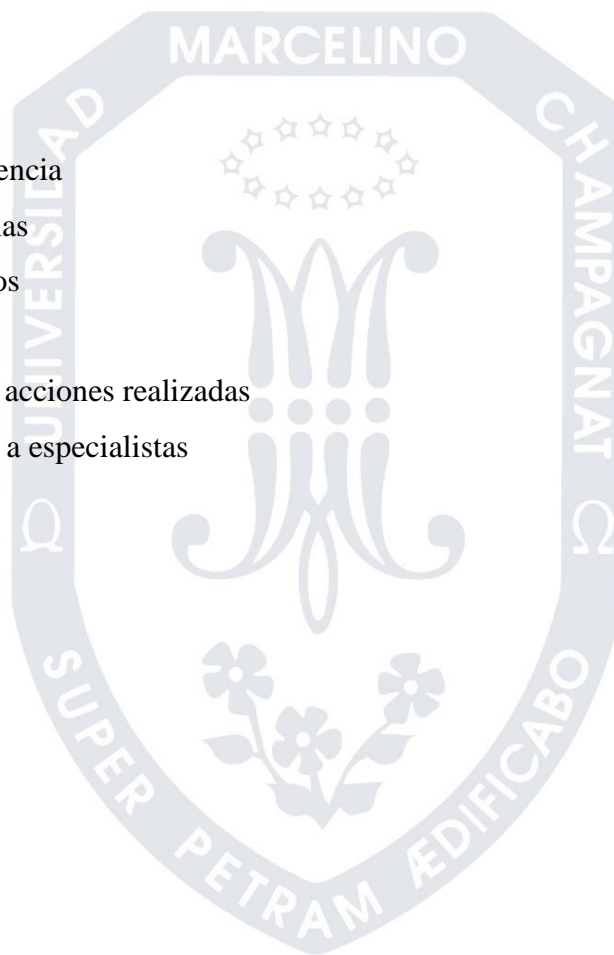 MARCELINO
UNIVERSIDAD
CHAMPAGNAT
encia
as
os
acciones realizadas
a especialistas
Ω
Ω
SUPER PETRAM ÆDIFICABO